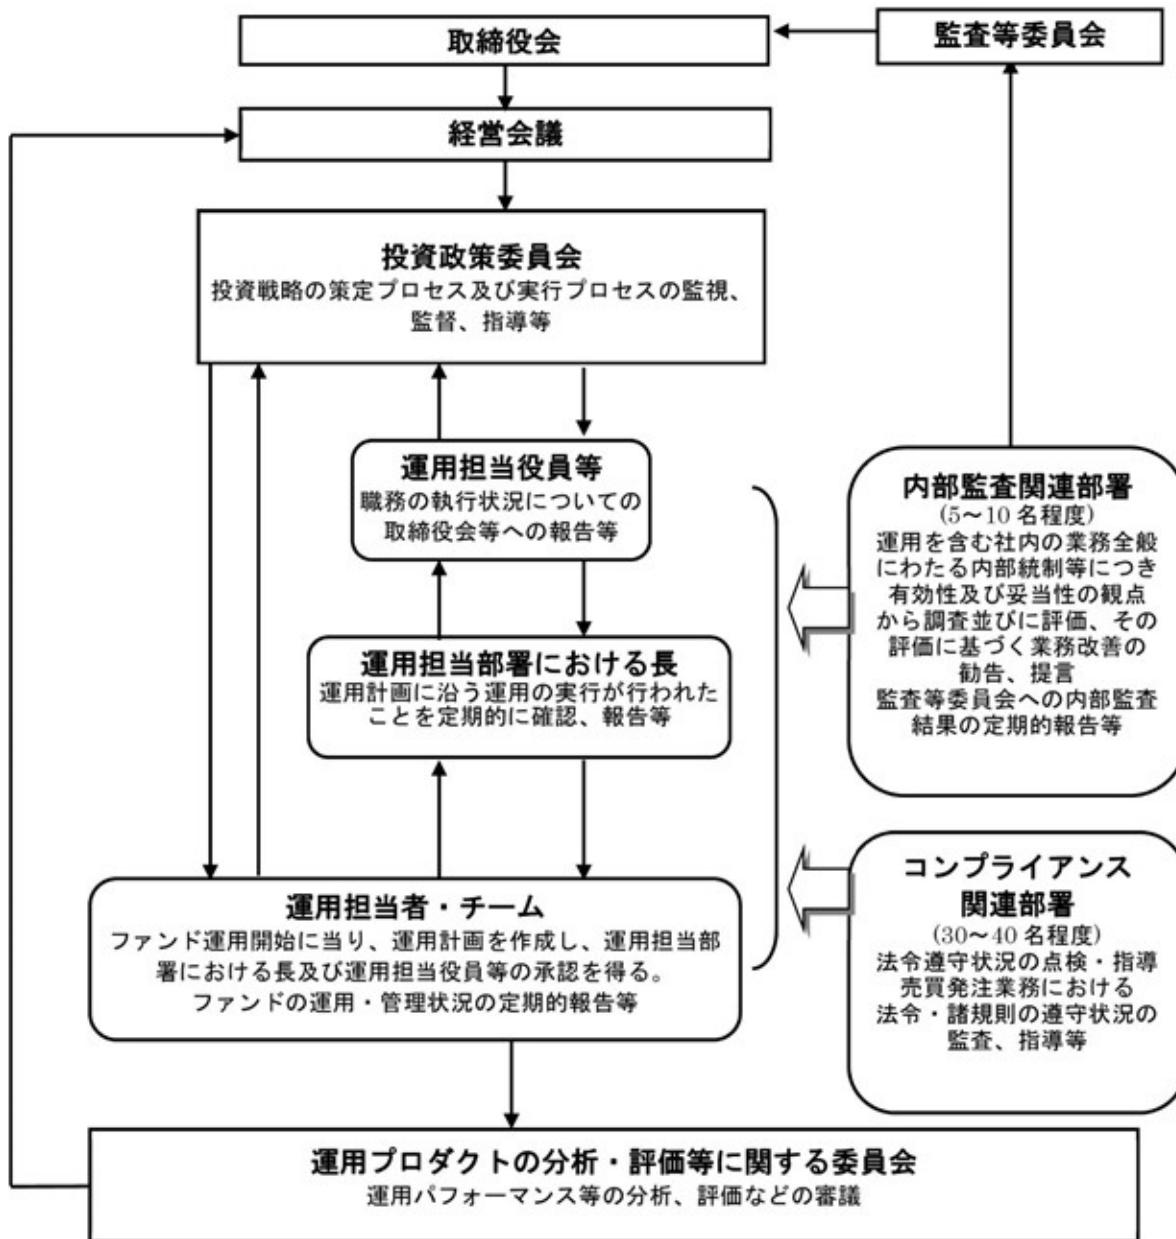 取締役会
監査等委員会
経営会議
投資政策委員会
投資戦略の策定プロセス及び実行プロセスの監視、
監督、指導等
運用担当役員等
職務の執行状況についての
取締役会等への報告等
運用担当部署における長
運用計画に沿う運用の実行が行われた
ことを定期的に確認、報告等
運用担当者・チーム
ファンド運用開始に当り、運用計画を作成し、運用担当部
署における長及び運用担当役員等の承認を得る。
ファンドの運用・管理状況の定期的報告等
内部監査関連部署
(5～10 名程度)
運用を含む社内の業務全般
にわたる内部統制等につき
有効性及び妥当性の観点
から調査並びに評価、その
評価に基づく業務改善の
勧告、提言
監査等委員会への内部監査
結果の定期的報告等
コンプライアンス
関連部署
(30～40 名程度)
法令遵守状況の点検・指導
売買発注業務における
法令・諸規則の遵守状況の
監査、指導等
運用プロダクトの分析・評価等に関する委員会
運用パフォーマンス等の分析、評価などの審議